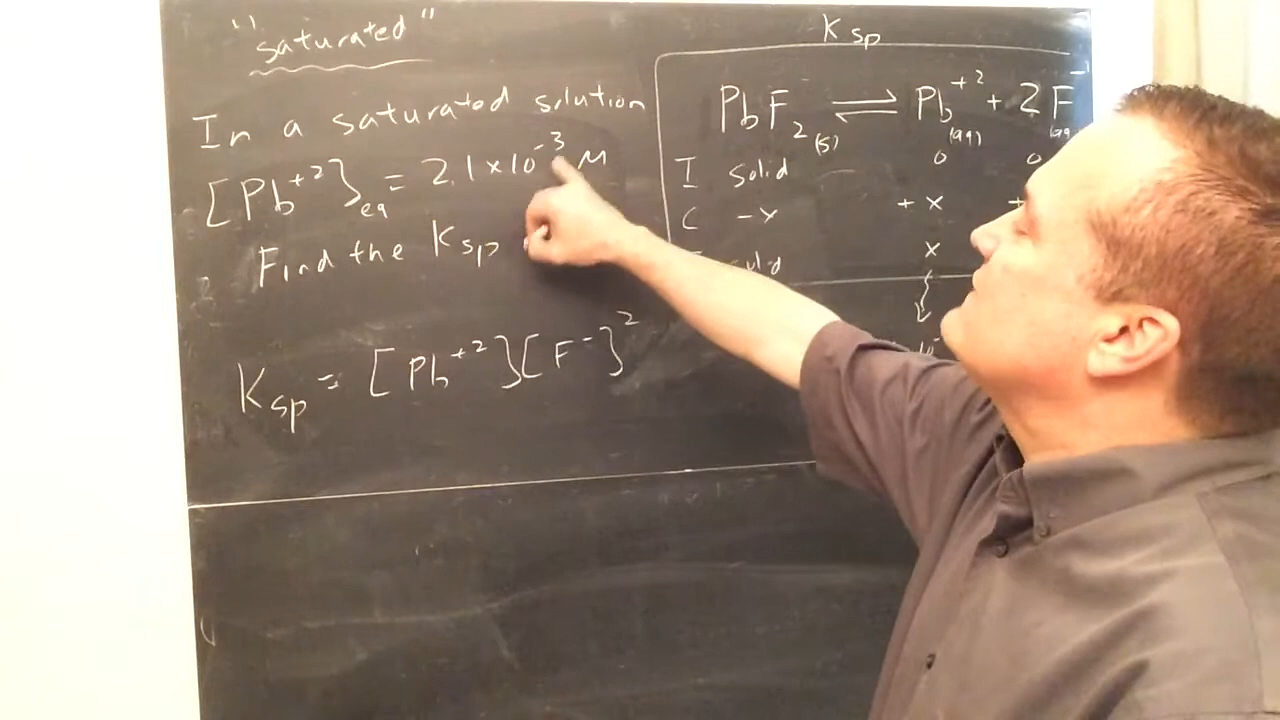 "saturated"
In a saturated solution
[Pb⁺²]eq = 2.1×10⁻³ M
Find the Ksp
Ksp = [Pb⁺²][F⁻]²
Ksp
PbF₂(s) ⇌ Pb⁺²(aq) + 2F⁻¹(aq
I solid 0 0
C -x +x +
x